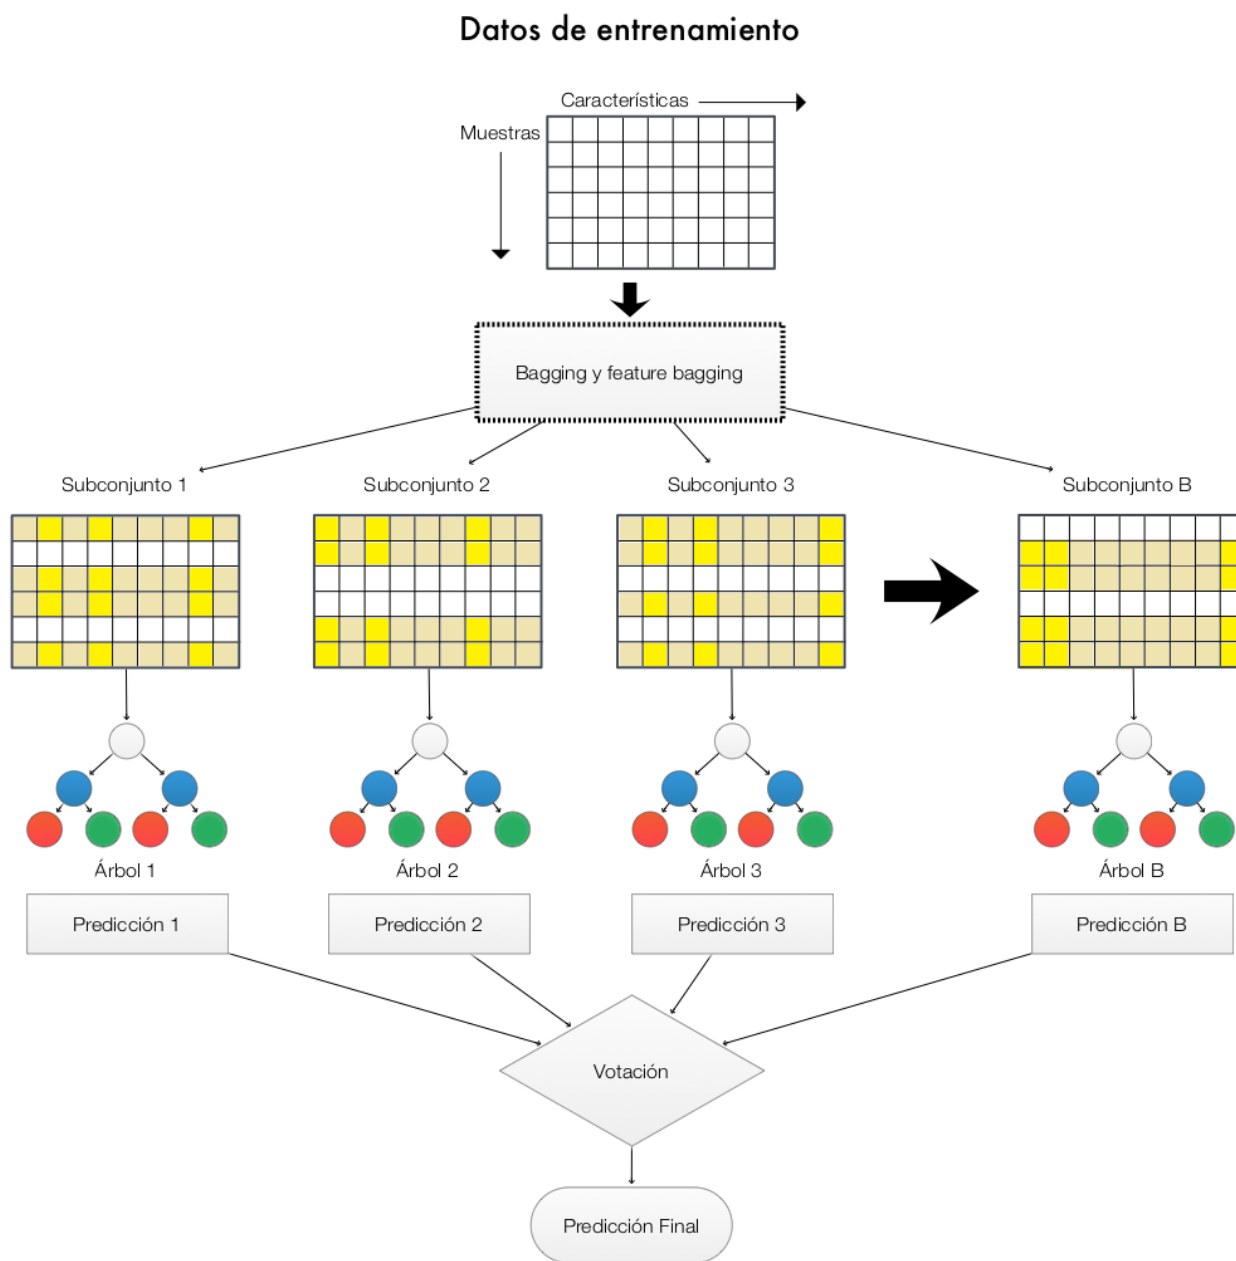 Datos de entrenamiento
Características
Muestras
Bagging y feature bagging
Subconjunto 1
Subconjunto 2
Subconjunto 3
Subconjunto B
Árbol 1
Árbol 2
Árbol 3
Árbol B
Predicción 1
Predicción 2
Predicción 3
Predicción B
Votación
Predicción Final